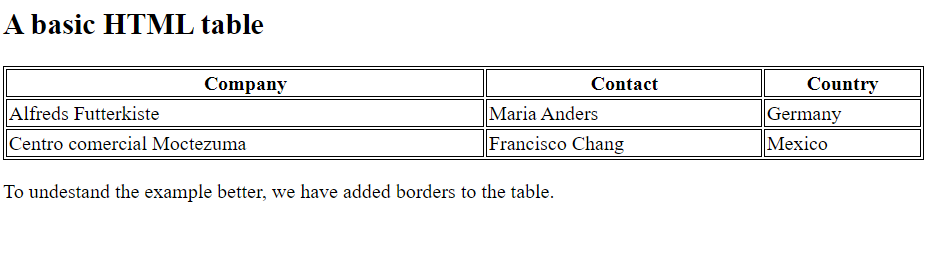 A basic HTML table
Company Contact Country
Alfreds Futterkiste Maria Anders Germany
Centro comercial Moctezuma Francisco Chang Mexico
To undestand the example better, we have added borders to the table.